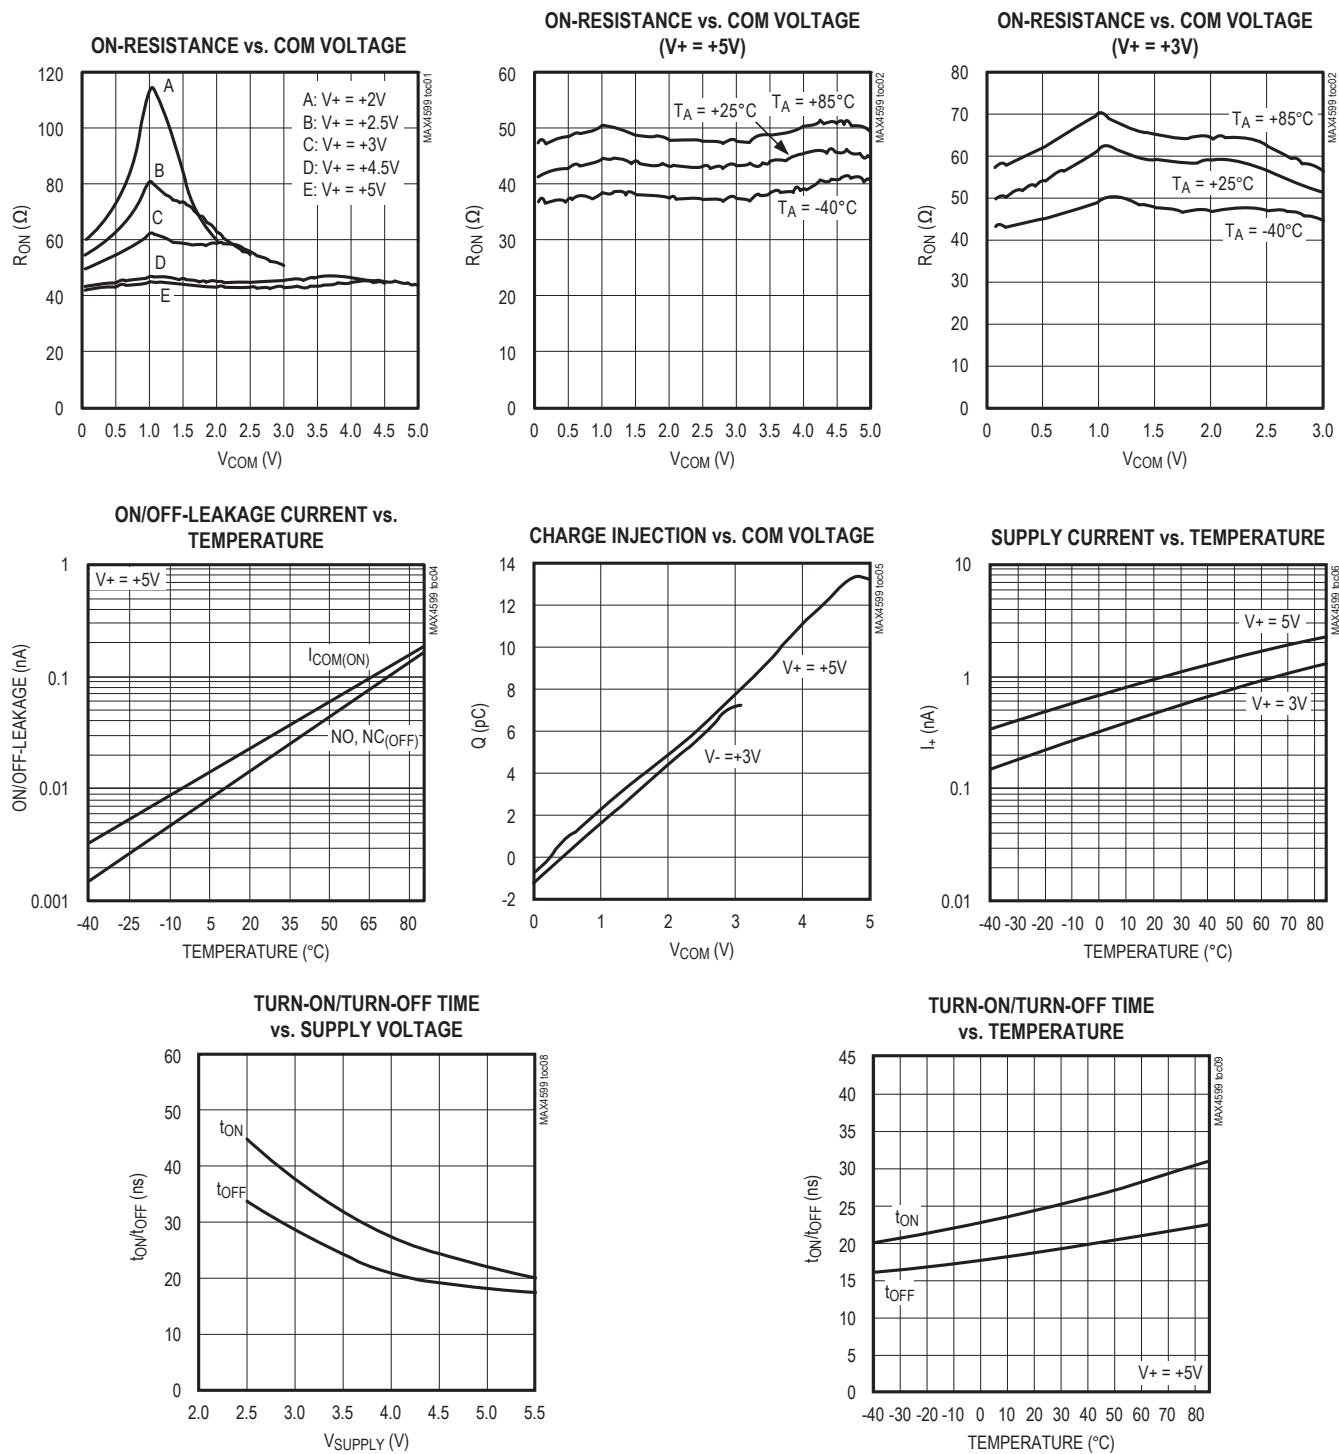 ON-RESISTANCE vs. COM VOLTAGE
120
100
80
60
40
20
0
RON (Ω)
A
B
C
D
E
A: V+ = +2V
B: V+ = +2.5V
C: V+ = +3V
D: V+ = +4.5V
E: V+ = +5V
MAX4599 toc01
0 0.5 1.0 1.5 2.0 2.5 3.0 3.5 4.0 4.5 5.0
VCOM (V)
ON-RESISTANCE vs. COM VOLTAGE
(V+ = +5V)
60
50
40
30
20
10
0
RON (Ω)
TA = +25°C
TA = +85°C
TA = -40°C
MAX4599 toc02
0 0.5 1.0 1.5 2.0 2.5 3.0 3.5 4.0 4.5 5.0
VCOM (V)
ON-RESISTANCE vs. COM VOLTAGE
(V+ = +3V)
80
70
60
50
40
30
20
10
0
RON (Ω)
TA = +85°C
TA = +25°C
TA = -40°C
MAX4599 toc02
0 0.5 1.0 1.5 2.0 2.5 3.0
VCOM (V)
ON/OFF-LEAKAGE CURRENT vs.
TEMPERATURE
1
0.1
0.01
0.001
ON/OFF-LEAKAGE (nA)
V+ = +5V
ICOM(ON)
NO, NC(OFF)
MAX4599 toc04
-40 -25 -10 5 20 35 50 65 80
TEMPERATURE (°C)
CHARGE INJECTION vs. COM VOLTAGE
14
12
10
8
6
4
2
0
-2
Q (pC)
V+ = +5V
V- =+3V
MAX4599 toc05
0 1 2 3 4 5
VCOM (V)
SUPPLY CURRENT vs. TEMPERATURE
10
1
0.1
0.01
I+ (nA)
V+ = 5V
V+ = 3V
MAX4599 toc06
-40 -30 -20 -10 0 10 20 30 40 50 60 70 80
TEMPERATURE (°C)
TURN-ON/TURN-OFF TIME
vs. SUPPLY VOLTAGE
60
50
40
30
20
10
0
tON/tOFF (ns)
tON
tOFF
MAX4599 toc08
2.0 2.5 3.0 3.5 4.0 4.5 5.0 5.5
VSUPPLY (V)
TURN-ON/TURN-OFF TIME
vs. TEMPERATURE
45
40
35
30
25
20
15
10
5
0
tON/tOFF (ns)
tON
tOFF
V+ = +5V
MAX4599 toc09
-40 -30 -20 -10 0 10 20 30 40 50 60 70 80
TEMPERATURE (°C)